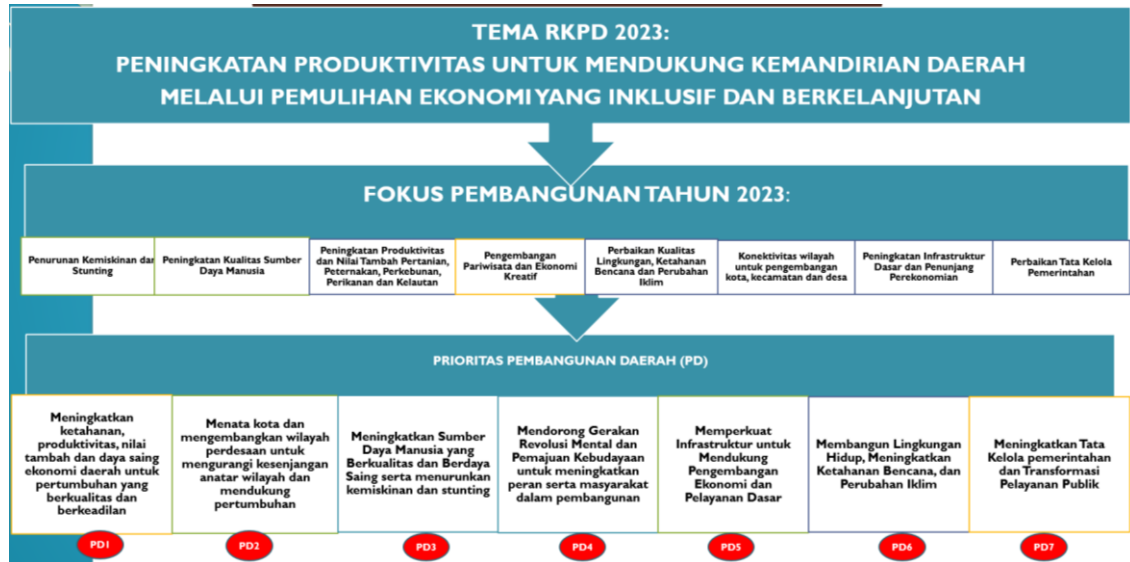 TEMA RKPD 2023:
PENINGKATAN PRODUKTIVITAS UNTUK MENDUKUNG KEMANDIRIAN DAERAH
MELALUI PEMULIHAN EKONOMI YANG INKLUSIF DAN BERKELANJUTAN
FOKUS PEMBANGUNAN TAHUN 2023:
Penurunan Kemiskinan dan
Stunting
Peningkatan Kualitas Sumber
Daya Manusia
Peningkatan Produktivitas
dan Nilai Tambah Pertanian,
Peternakan, Perkebunan,
Perikanan dan Kelautan
Pengembangan
Pariwisata dan Ekonomi
Kreatif
Perbaikan Kualitas
Lingkungan, Ketahanan
Bencana dan Perubahan
Iklim
Konektivitas wilayah
untuk pengembangan
kota, kecamatan dan desa
Peningkatan Infrastruktur
Dasar dan Penunjang
Perekonomian
Perbaikan Tata Kelola
Pemerintahan
PRIORITAS PEMBANGUNAN DAERAH (PD)
Meningkatkan
ketahanan,
produktivitas, nilai
tambah dan daya saing
ekonomi daerah untuk
pertumbuhan yang
berkualitas dan
berkeadilan
PD1
Menata kota dan
mengembangkan wilayah
perdesaan untuk
mengurangi kesenjangan
anatar wilayah dan
mendukung
pertumbuhan
PD2
Meningkatkan Sumber
Daya Manusia yang
Berkualitas dan Berdaya
Saing serta menurunkan
kemiskinan dan stunting
PD3
Mendorong Gerakan
Revolusi Mental dan
Pemajuan Kebudayaan
untuk meningkatkan
peran serta masyarakat
dalam pembangunan
PD4
Memperkuat
Infrastruktur untuk
Mendukung
Pengembangan
Ekonomi dan
Pelayanan Dasar
PD5
Membangun Lingkungan
Hidup, Meningkatkan
Ketahanan Bencana, dan
Perubahan Iklim
PD6
Meningkatkan Tata
Kelola pemerintahan
dan Transformasi
Pelayanan Publik
PD7